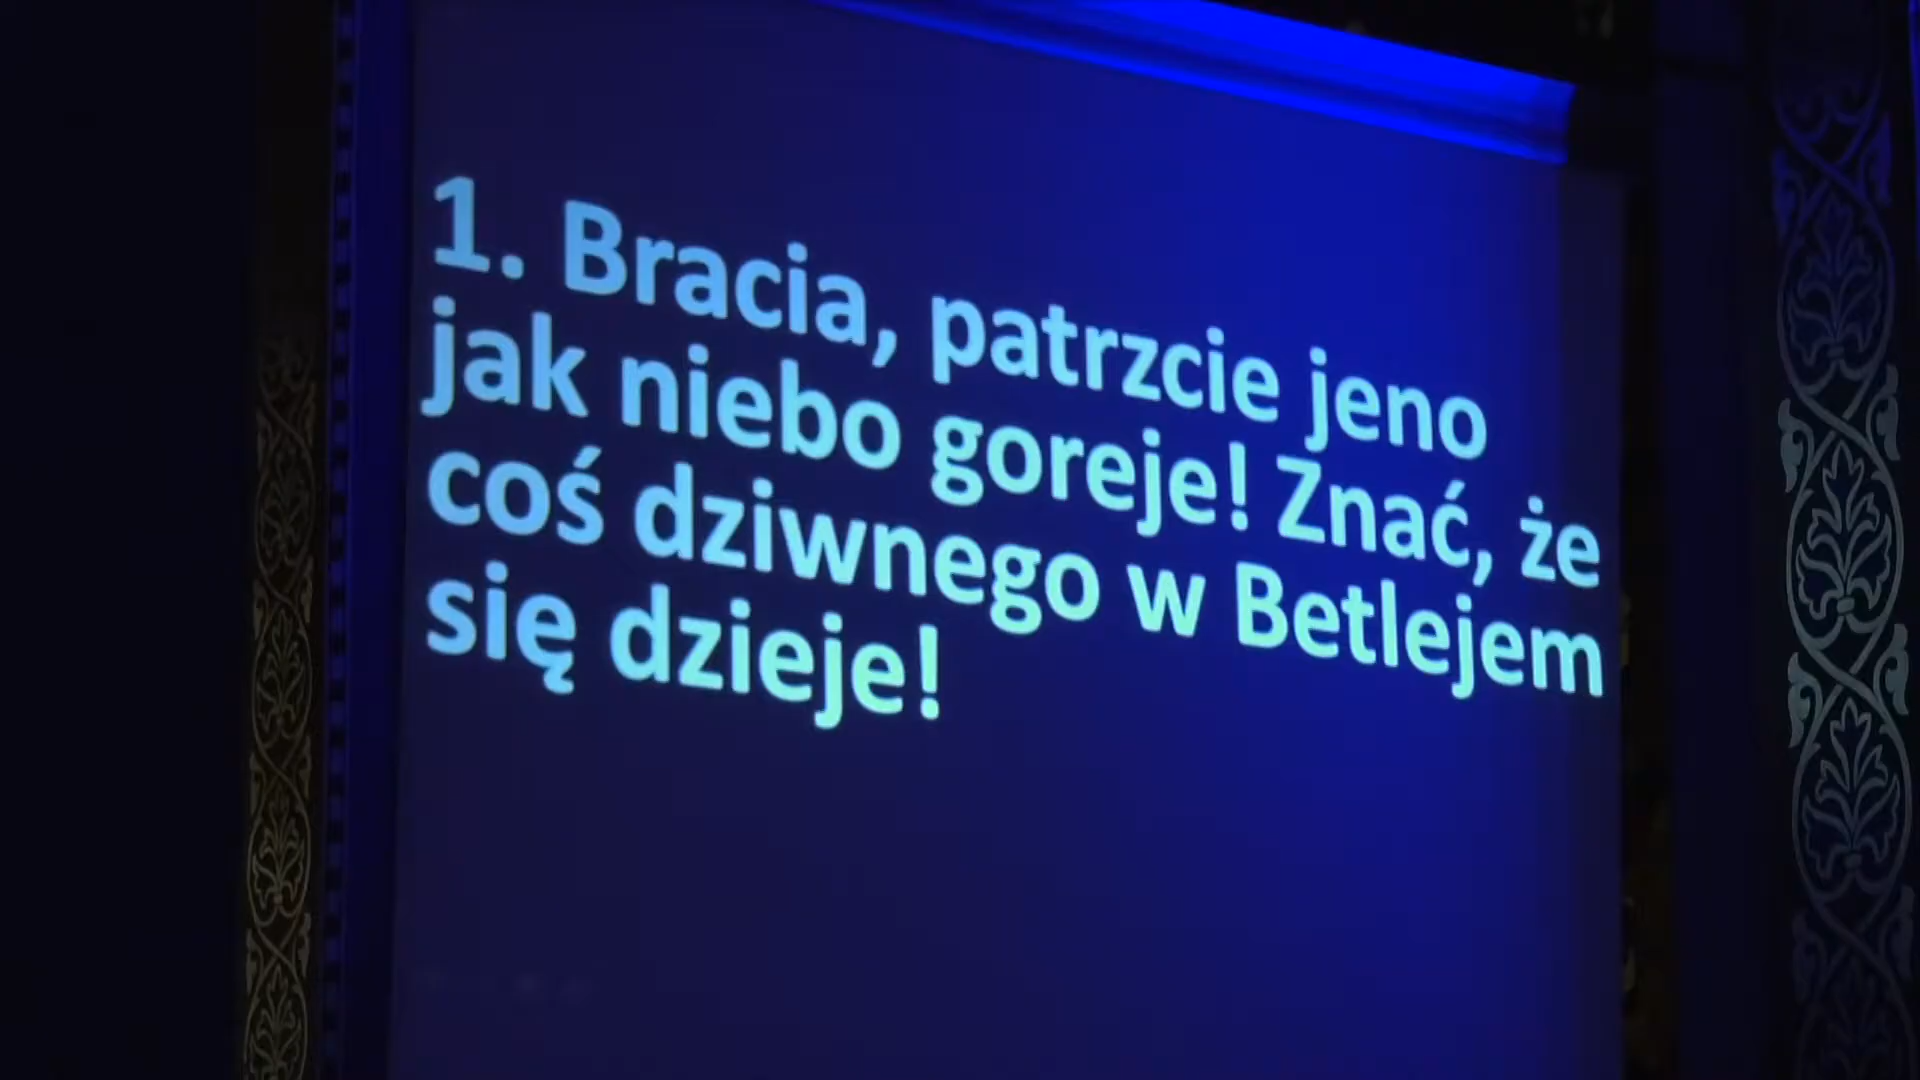 1. Bracia, patrzcie jeno
jak niebo goreje! Znać, że
coś dziwnego w Betlejem
się dzieje!